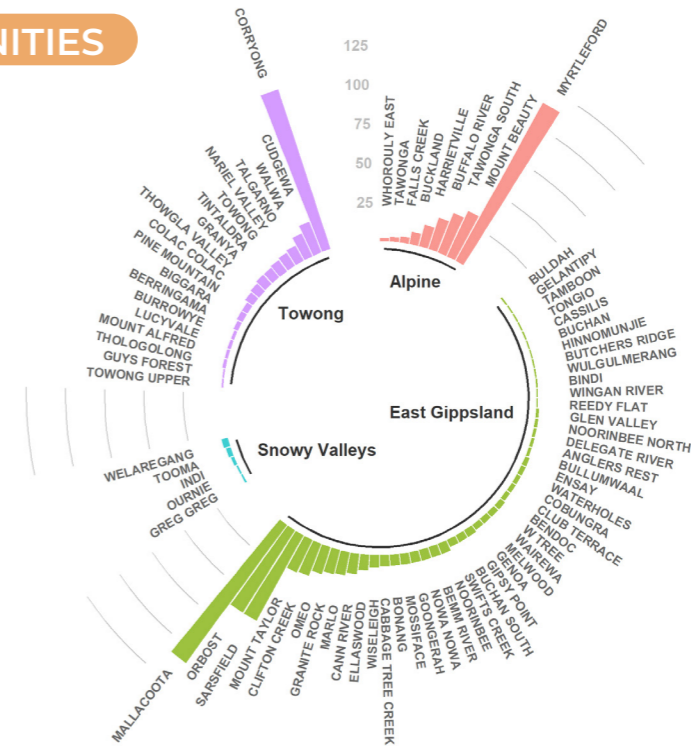 NITIES
125
100
75
50
25
WHOROULY EAST
TAWONGA
FALLS CREEK
BUCKLAND
HARRIETVILLE
BUFFALO RIVER
TAWONGA SOUTH
MOUNT BEAUTY
MYRTLEFORD
Alpine
BULDAH
GELANTIPY
TAMBOON
TONGIO
CASSILIS
BUCHAN
HINNOMUNJIE
BUTCHERS RIDGE
WULGULMERANG
BINDI
WINGAN RIVER
REEDY FLAT
GLEN VALLEY
NOORINBEE NORTH
DELEGATE RIVER
ANGLERS REST
BULLUMWAAL
ENSAY
WATERHOLES
COBUNGRA
CLUB TERRACE
BENDOC
W TREE
WAIREWA
MELWOOD
GENOA
GIPSY POINT
BUCHAN SOUTH
SWIFTS CREEK
NOORINBEE
BEMM RIVER
NOWA NOWA
GOONGERAH
MOSSIFACE
BONANG
CABBAGE TREE CREEK
WISELEIGH
ELLASWOOD
CANN RIVER
MARLO
GRANITE ROCK
OMEO
CLIFTON CREEK
MOUNT TAYLOR
SARSFIELD
ORBOST
MALLACOOTA
East Gippsland
GREG GREG
OURNIE
INDI
TOOMA
WELAREGANG
Snowy Valleys
TOWONG UPPER
GUYS FOREST
THOLOGOLONG
MOUNT ALFRED
LUCYVALE
BURROWYE
BERRINGAMA
BIGGARA
PINE MOUNTAIN
COLAC COLAC
THOWGLA VALLEY
GRANYA
TINTALDRA
TOWONG
NARIEL VALLEY
TALGARNO
WALWA
CUDGEWA
CORRYONG
Towong